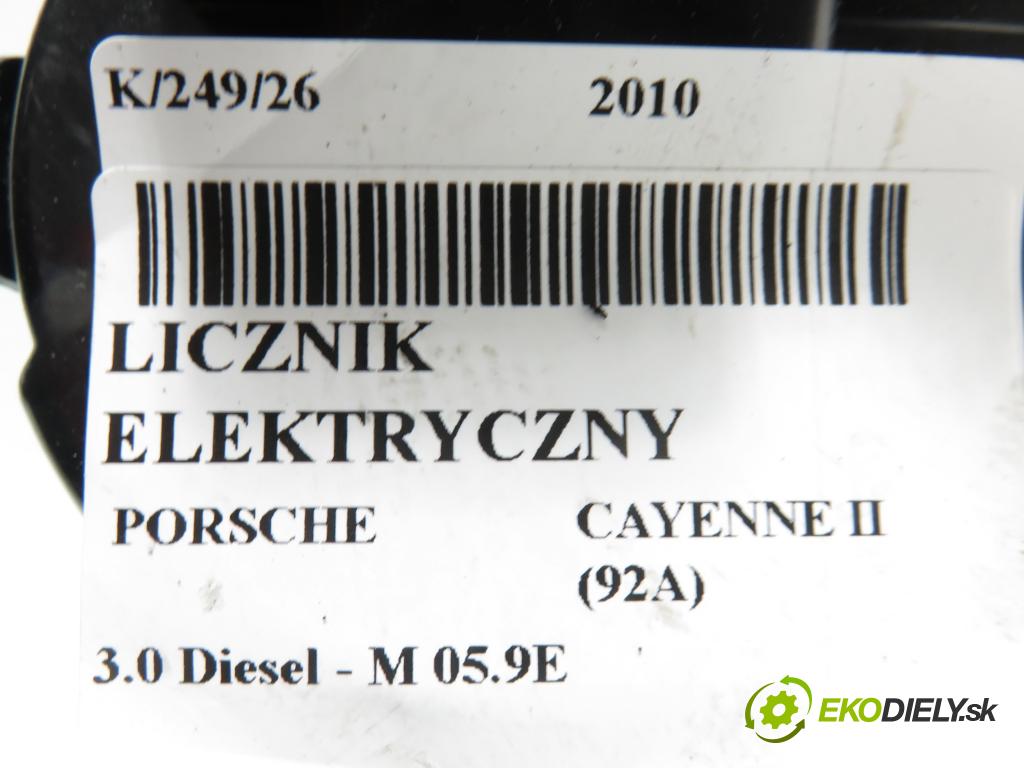 K/249/26 2010
LICZNIK
ELEKTRYCZNY
PORSCHE CAYENNE II
(92A)
3.0 Diesel - M 05.9E
EKODIELY.sk